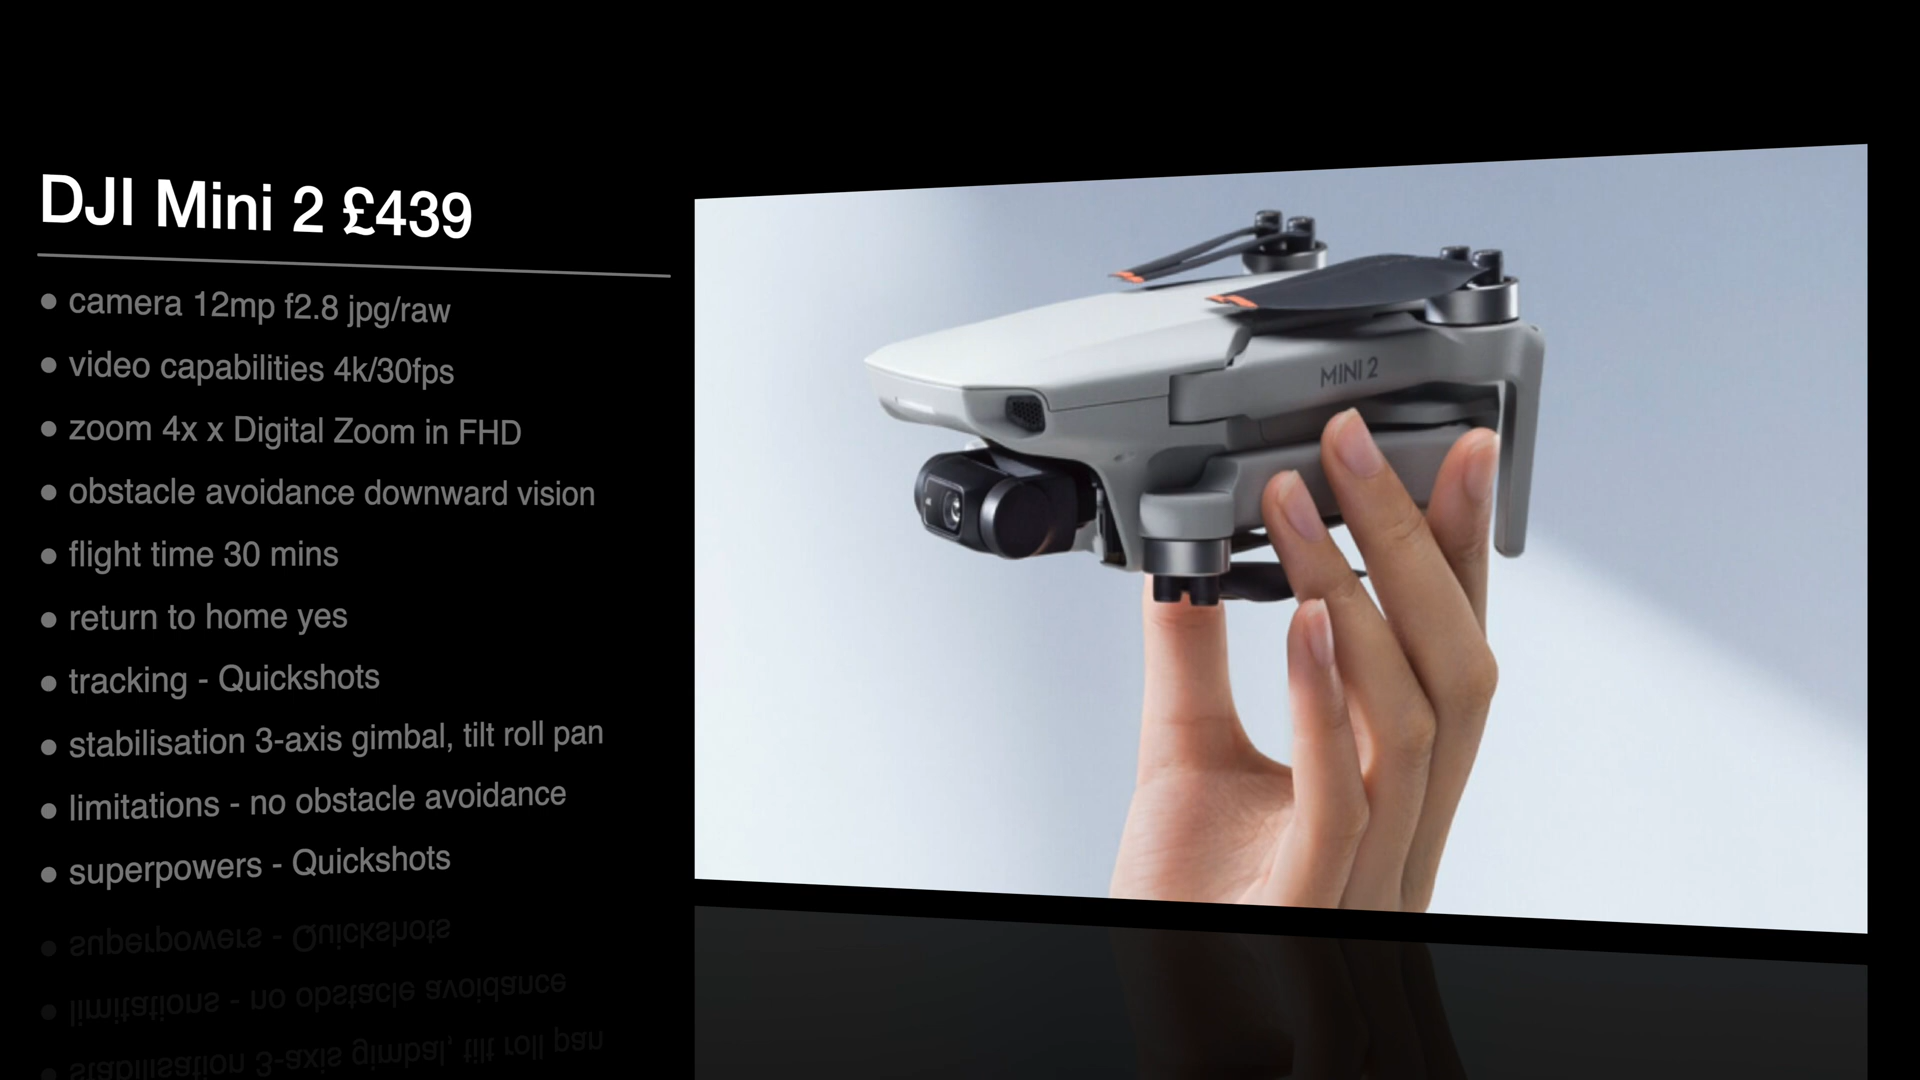 DJI Mini 2 £439
• camera 12mp f2.8 jpg/raw
• video capabilities 4k/30fps
• zoom 4x x Digital Zoom in FHD
• obstacle avoidance downward vision
• flight time 30 mins
• return to home yes
• tracking - Quickshots
• stabilisation 3-axis gimbal, tilt roll pan
• limitations - no obstacle avoidance
• superpowers - Quickshots
MINI 2